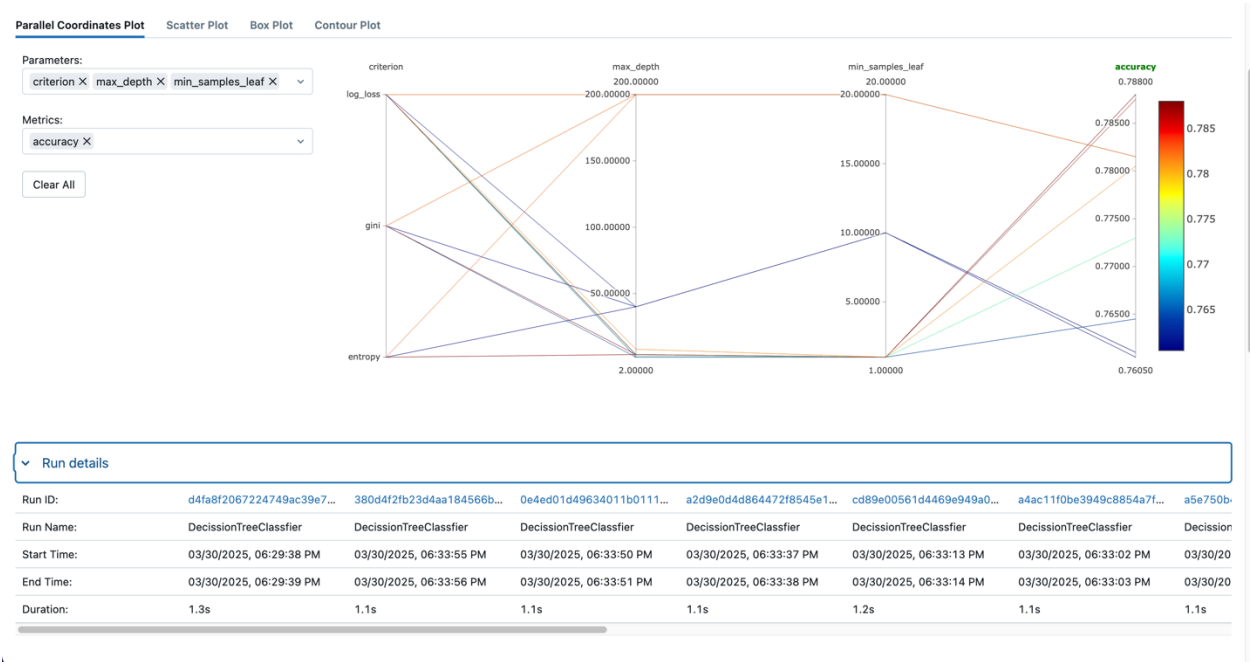 Parallel Coordinates Plot Scatter Plot Box Plot Contour Plot
Parameters:
criterion × max_depth × min_samples_leaf ×
Metrics:
accuracy ×
Clear All
criterion max_depth min_samples_leaf accuracy
200.00000 20.00000 0.78800
log_loss 200.00000 20.00000
0.78500 0.785
150.00000 15.00000 0.78000 0.78
gini 100.00000 10.00000 0.77500 0.775
0.77000 0.77
50.00000 5.00000 0.76500 0.765
entropy
2.00000 1.00000 0.76050
Run details
Run ID: d4fa8f2067224749ac39e7... 380d4f2fb23d4aa184566b... 0e4ed01d49634011b0111... a2d9e0d4d864472f8545e1... cd89e00561d4469e949a0... a4ac11f0be3949c8854a7f... a5e750b
Run Name: DecissionTreeClassfier DecissionTreeClassfier DecissionTreeClassfier DecissionTreeClassfier DecissionTreeClassfier DecissionTreeClassfier Decission
Start Time: 03/30/2025, 06:29:38 PM 03/30/2025, 06:33:55 PM 03/30/2025, 06:33:50 PM 03/30/2025, 06:33:37 PM 03/30/2025, 06:33:13 PM 03/30/2025, 06:33:02 PM 03/30/20
End Time: 03/30/2025, 06:29:39 PM 03/30/2025, 06:33:56 PM 03/30/2025, 06:33:51 PM 03/30/2025, 06:33:38 PM 03/30/2025, 06:33:14 PM 03/30/2025, 06:33:03 PM 03/30/20
Duration: 1.3s 1.1s 1.1s 1.1s 1.2s 1.1s 1.1s